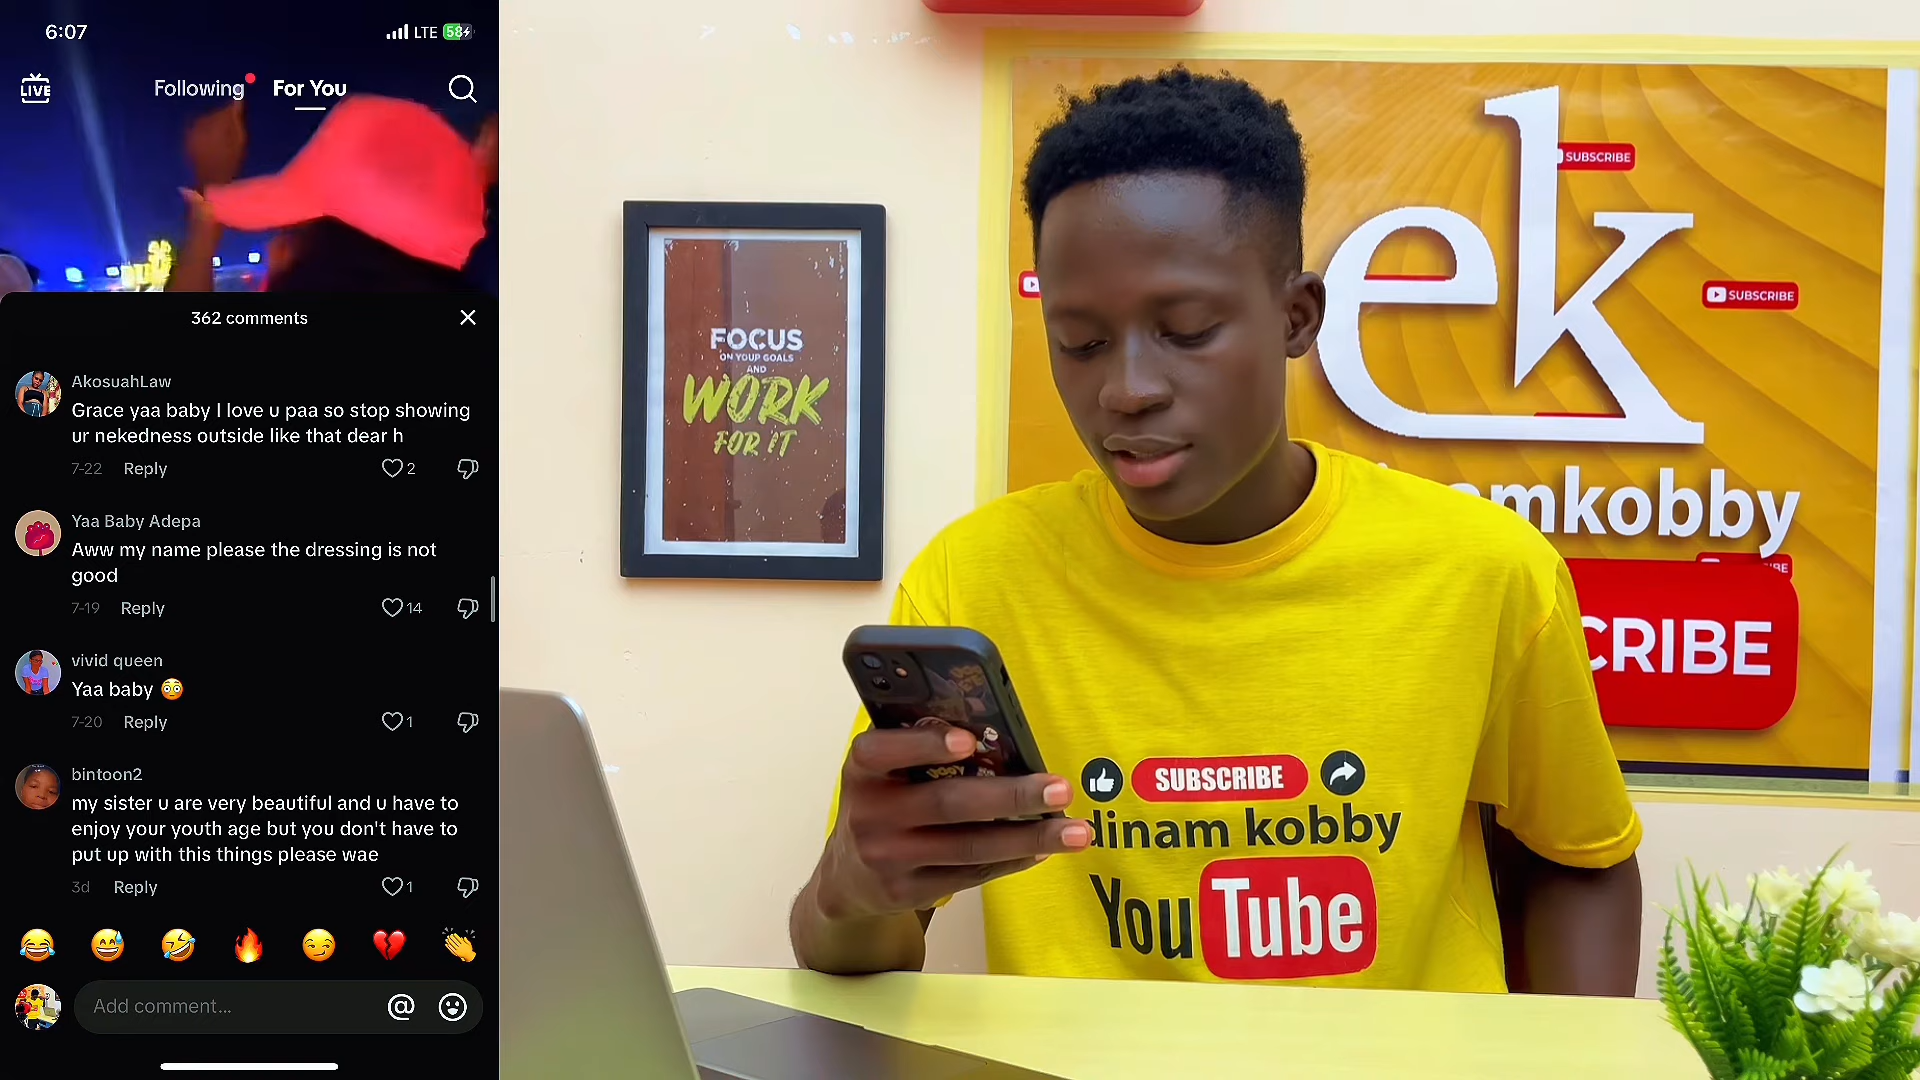 6:07
LTE
58
LIVE
Following
For You
362 comments
AkosuahLaw
Grace yaa baby I love u paa so stop showing
ur nekedness outside like that dear h
7-22
Reply
2
Yaa Baby Adepa
Aww my name please the dressing is not
good
7-19
Reply
14
vivid queen
Yaa baby 😳
7-20
Reply
1
bintoon2
my sister u are very beautiful and u have to
enjoy your youth age but you don't have to
put up with this things please wae
3d
Reply
1
Add comment...
@
FOCUS
ON YOUR GOALS
AND
WORK
FOR IT
SUBSCRIBE
ek
SUBSCRIBE
amkobby
CRIBE
SUBSCRIBE
dinam kobby
YouTube